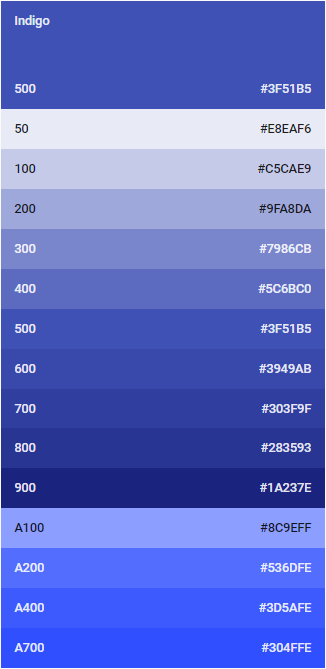 Indigo
500 #3F51B5
50 #E8EAF6
100 #C5CAE9
200 #9FA8DA
300 #7986CB
400 #5C6BC0
500 #3F51B5
600 #3949AB
700 #303F9F
800 #283593
900 #1A237E
A100 #8C9EFF
A200 #536DFE
A400 #3D5AFE
A700 #304FFE